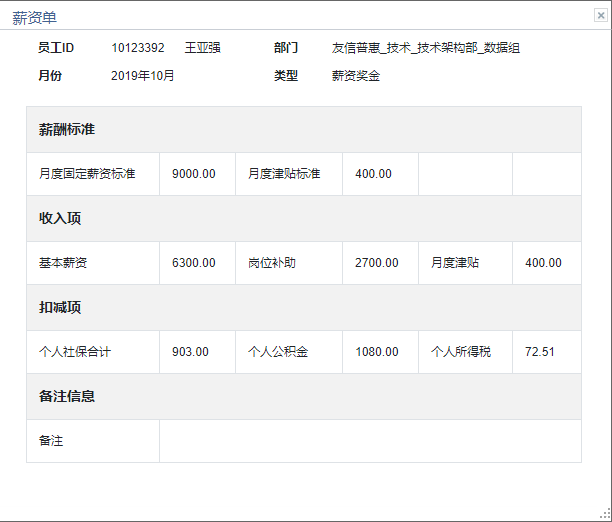 薪资单
员工ID 10123392 王亚强 部门 友信普惠_技术_技术架构部_数据组
月份 2019年10月 类型 薪资奖金
薪酬标准
月度固定薪资标准 9000.00 月度津贴标准 400.00
收入项
基本薪资 6300.00 岗位补助 2700.00 月度津贴 400.00
扣减项
个人社保合计 903.00 个人公积金 1080.00 个人所得税 72.51
备注信息
备注